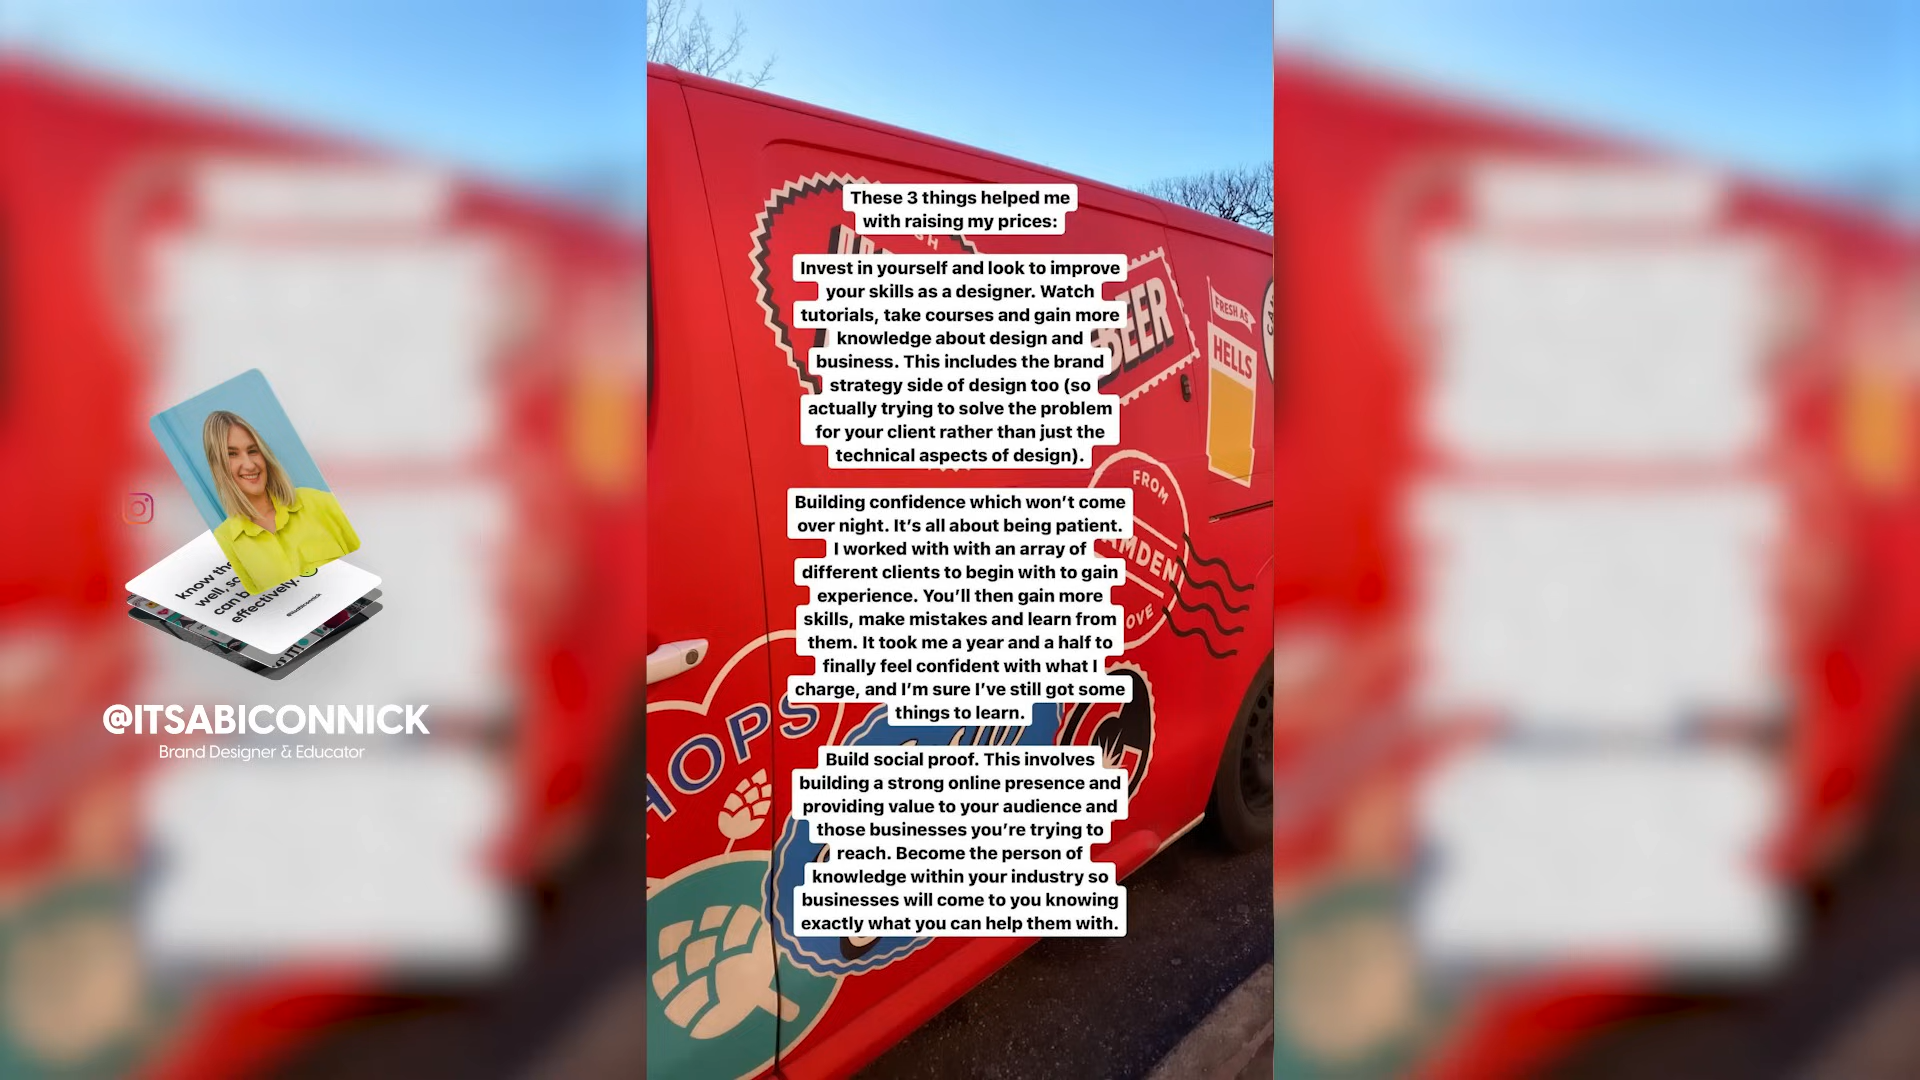 These 3 things helped me
with raising my prices:
Invest in yourself and look to improve
your skills as a designer. Watch
tutorials, take courses and gain more
knowledge about design and
business. This includes the brand
strategy side of design too (so
actually trying to solve the problem
for your client rather than just the
technical aspects of design).
Building confidence which won’t come
over night. It’s all about being patient.
I worked with with an array of
different clients to begin with to gain
experience. You’ll then gain more
skills, make mistakes and learn from
them. It took me a year and a half to
finally feel confident with what I
charge, and I’m sure I’ve still got some
things to learn.
Build social proof. This involves
building a strong online presence and
providing value to your audience and
those businesses you’re trying to
reach. Become the person of
knowledge within your industry so
businesses will come to you knowing
exactly what you can help them with.
BEER
FRESH AS
HELLS
FROM
HOPS
know
well,
can
effectively.
@itsabiconnick
@ITSABICONNICK
Brand Designer & Educator